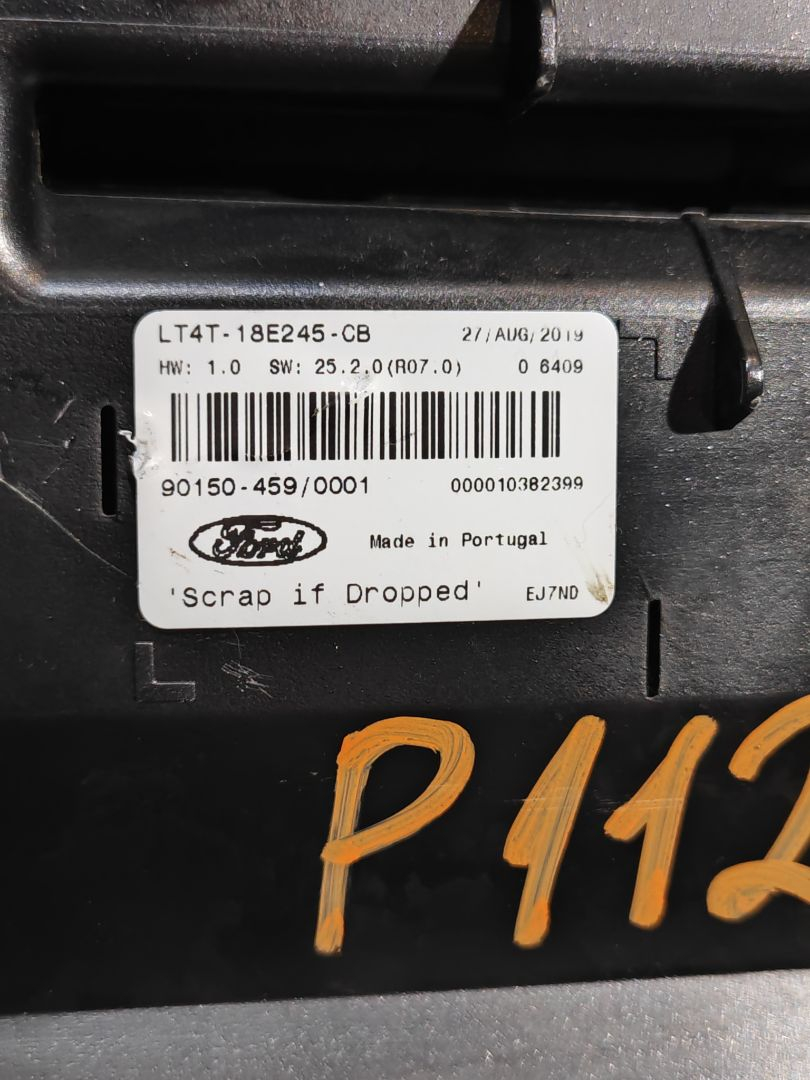 LT4T-18E245-CB 27/AUG/2019
HW: 1.0 SW: 25.2.0(R07.0) 0 6409
90150-459/0001 000010382399
Ford Made in Portugal
'Scrap if Dropped' EJ7ND
P112